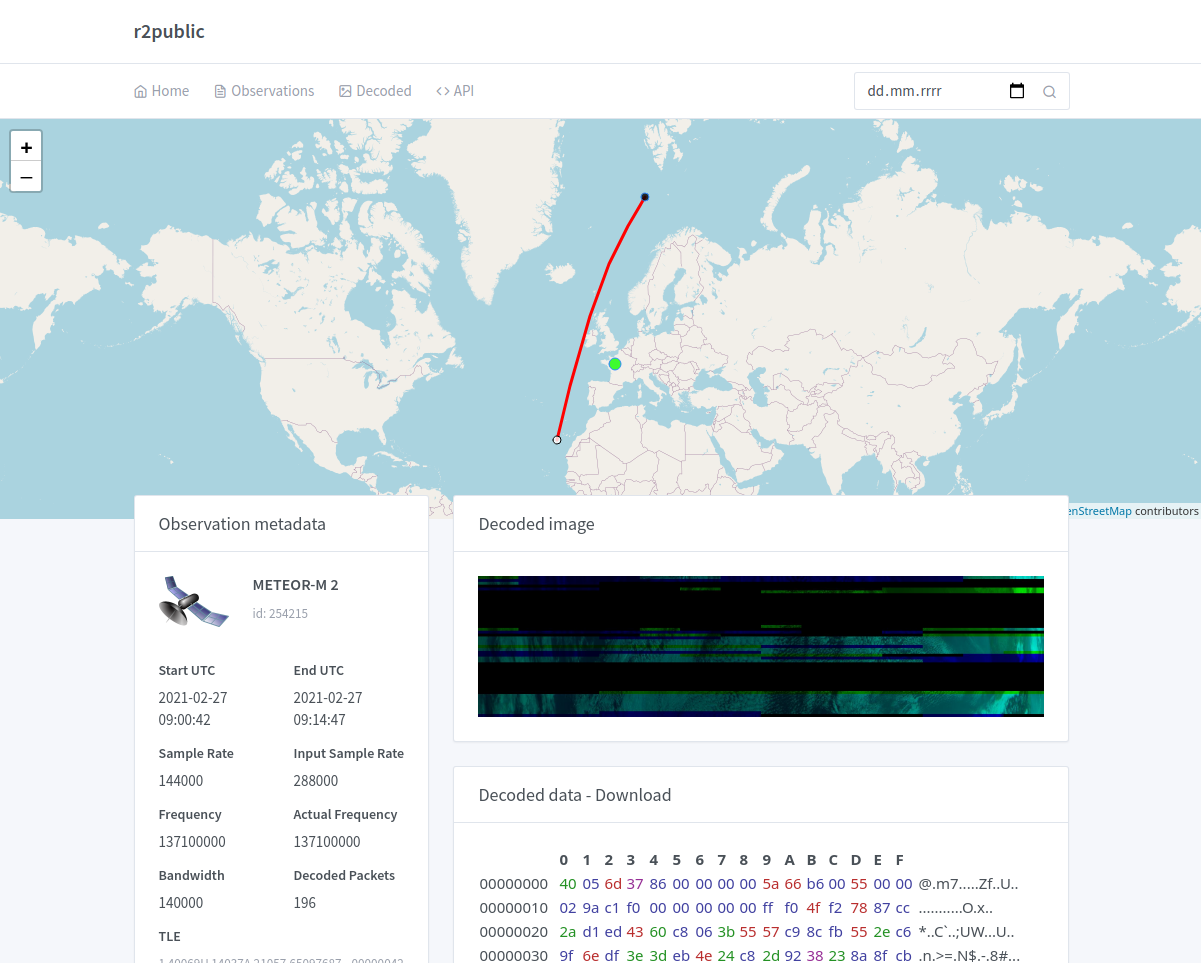 r2public
Home Observations Decoded API dd.mm.rrrr
+
−
enStreetMap contributors
Observation metadata
METEOR-M 2
id: 254215
Start UTC End UTC
2021-02-27 2021-02-27
09:00:42 09:14:47
Sample Rate Input Sample Rate
144000 288000
Frequency Actual Frequency
137100000 137100000
Bandwidth Decoded Packets
140000 196
TLE
Decoded image
Decoded data - Download
0 1 2 3 4 5 6 7 8 9 A B C D E F
00000000 40 05 6d 37 86 00 00 00 00 5a 66 b6 00 55 00 00 @.m7.....Zf..U..
00000010 02 9a c1 f0 00 00 00 00 00 ff f0 4f f2 78 87 cc ...........O.x..
00000020 2a d1 ed 43 60 c8 06 3b 55 57 c9 8c fb 55 2e c6 *..C`..;UW...U..
00000030 9f 6e df 3e 3d eb 4e 24 c8 2d 92 38 23 8a 8f cb .n.>=.N$.-.8#...